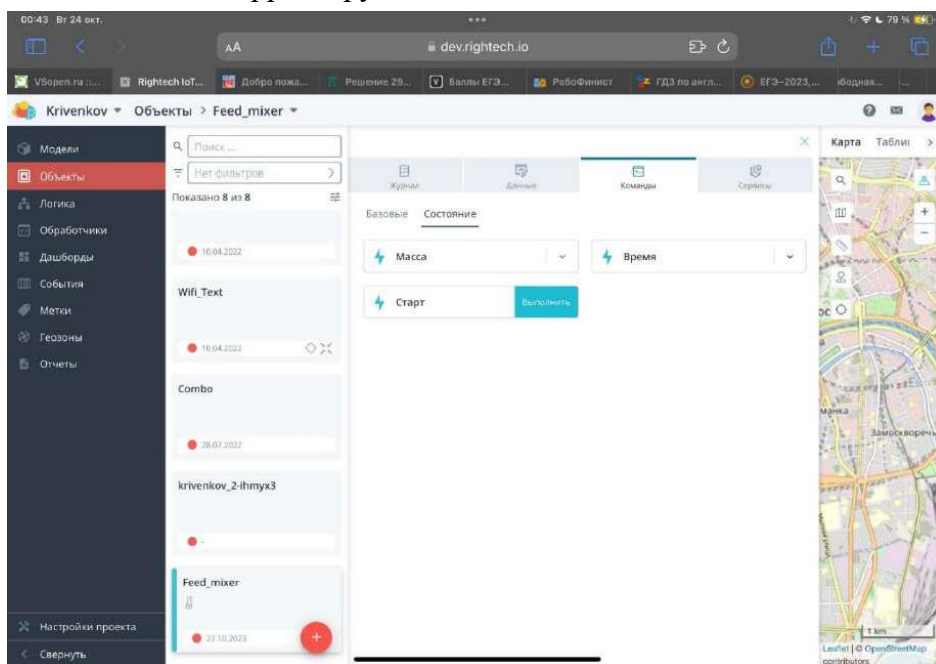 00:43 Вт 24 окт.
79 %
АА
dev.rightech.io
VSopen.ru ::...
Rightech IoT...
Добро пожа...
Решение 29...
Баллы ЕГЭ...
РобоФинист
ГДЗ по англ...
ЕГЭ–2023,...
ıбодная...
Krivenkov
Объекты > Feed_mixer
Модели
Объекты
Логика
Обработчики
Дашборды
События
Метки
Геозоны
Отчеты
Настройки проекта
Свернуть
Поиск ...
Нет фильтров
Показано 8 из 8
10.04.2022
Wifi_Text
10.04.2022
Combo
28.07.2022
krivenkov_2-ihmyx3
-
Feed_mixer
22.10.2023
+
Журнал
Данные
Команды
Сервисы
Базовые
Состояние
Масса
Время
Старт
Выполнить
Карта
Таблиц
+
−
Замоскворечь
1 km
Leaflet | © OpenStreetMap
contributors